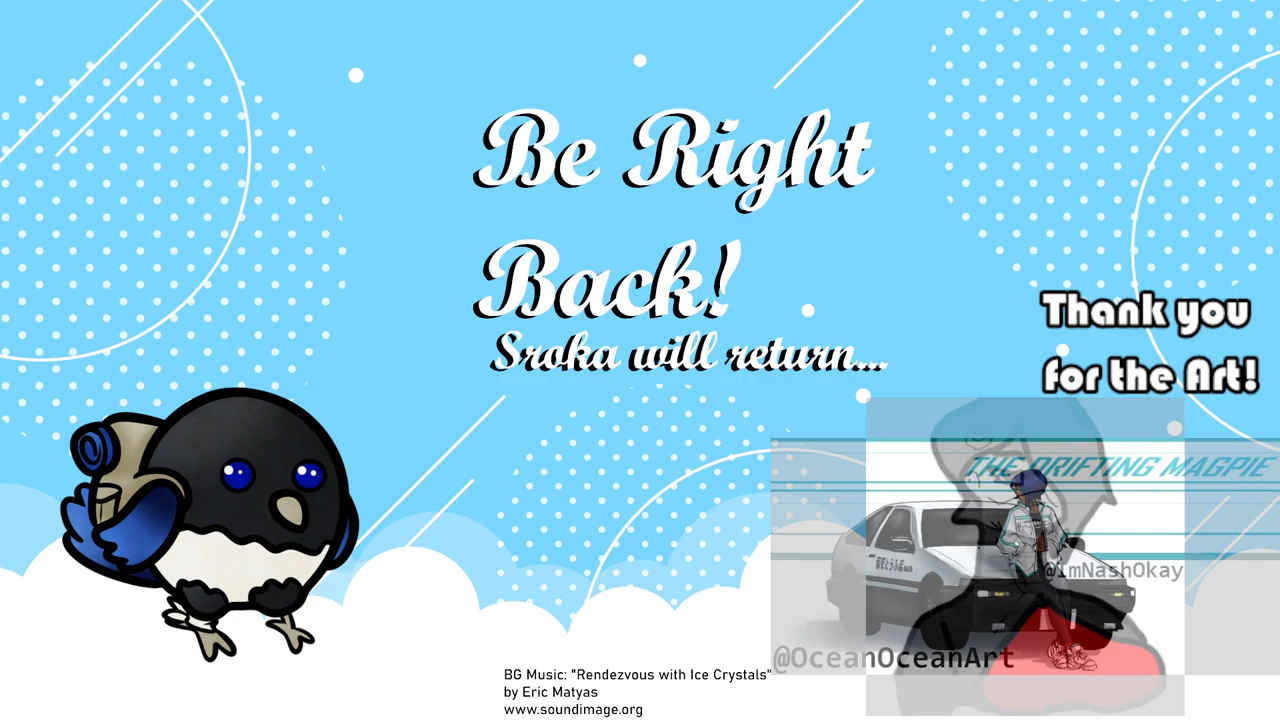 Be Right
Back!
Sroka will return...
Thank you
for the Art!
THE DRIFTING MAGPIE
@ImNashOkay
@OceanOceanArt
BG Music: "Rendezvous with Ice Crystals"
by Eric Matyas
www.soundimage.org